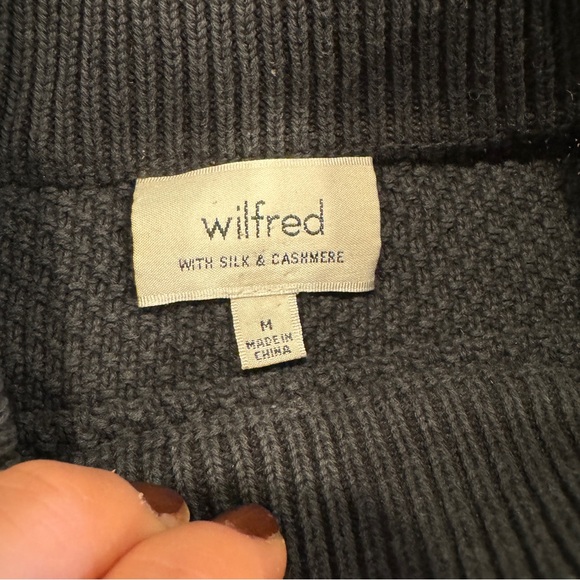 wilfred
WITH SILK & CASHMERE
M
MADE IN
CHINA